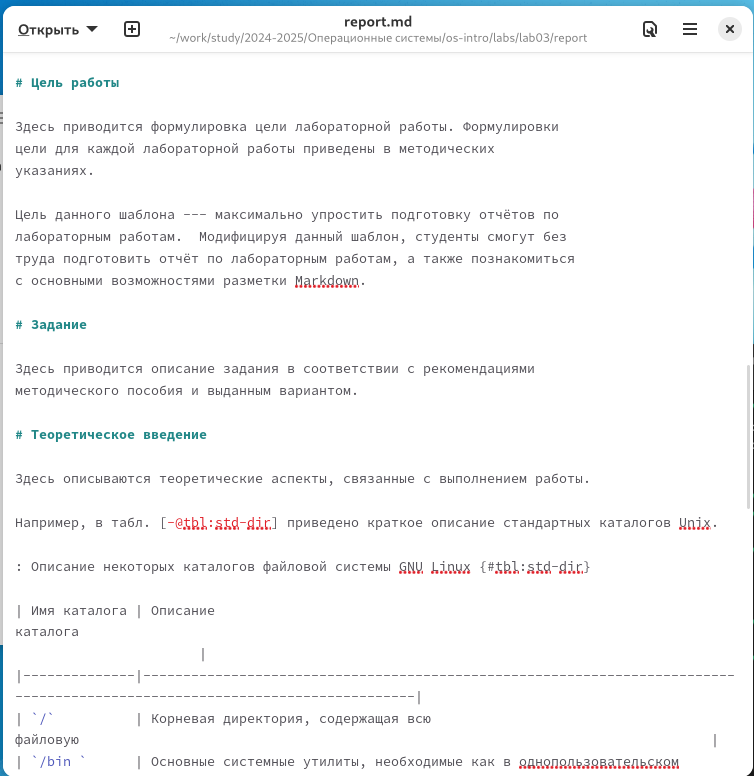 Открыть
report.md
~/work/study/2024-2025/Операционные системы/os-intro/labs/lab03/report
# Цель работы
Здесь приводится формулировка цели лабораторной работы. Формулировки
цели для каждой лабораторной работы приведены в методических
указаниях.
Цель данного шаблона --- максимально упростить подготовку отчётов по
лабораторным работам.  Модифицируя данный шаблон, студенты смогут без
труда подготовить отчёт по лабораторным работам, а также познакомиться
с основными возможностями разметки Markdown.
# Задание
Здесь приводится описание задания в соответствии с рекомендациями
методического пособия и выданным вариантом.
# Теоретическое введение
Здесь описываются теоретические аспекты, связанные с выполнением работы.
Например, в табл. [-@tbl:std-dir] приведено краткое описание стандартных каталогов Unix.
: Описание некоторых каталогов файловой системы GNU Linux {#tbl:std-dir}
| Имя каталога | Описание
каталога
|
|--------------|--------------------------------------------------------------------------
--------------------------------------------------|
| `/`          | Корневая директория, содержащая всю
файловую                                                                               |
| `/bin `      | Основные системные утилиты, необходимые как в однопользовательском